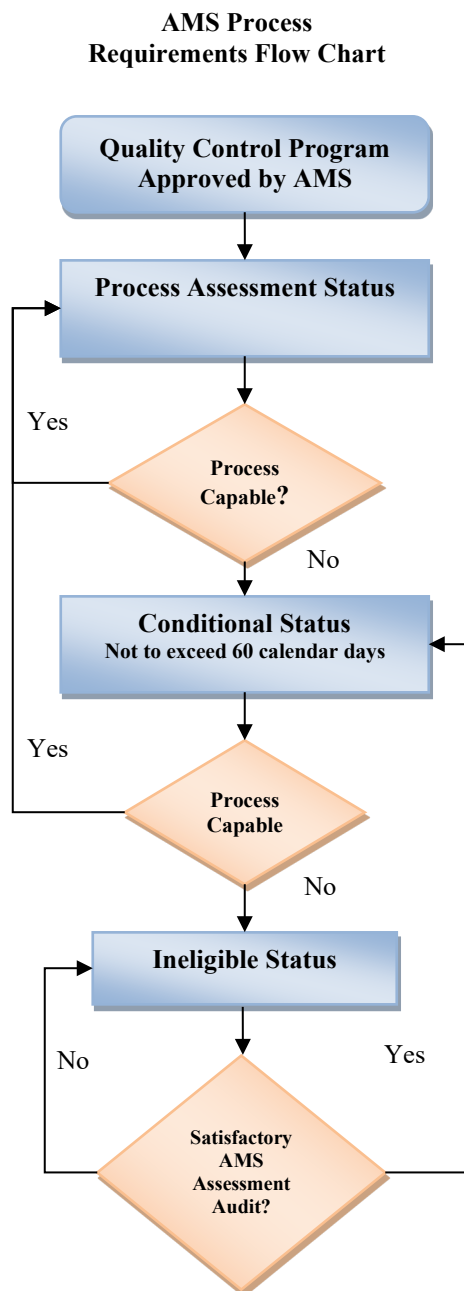 AMS Process
Requirements Flow Chart
Quality Control Program
Approved by AMS
Process Assessment Status
Yes
Process
Capable?
No
Conditional Status
Not to exceed 60 calendar days
Yes
Process
Capable
No
Ineligible Status
No
Yes
Satisfactory
AMS
Assessment
Audit?